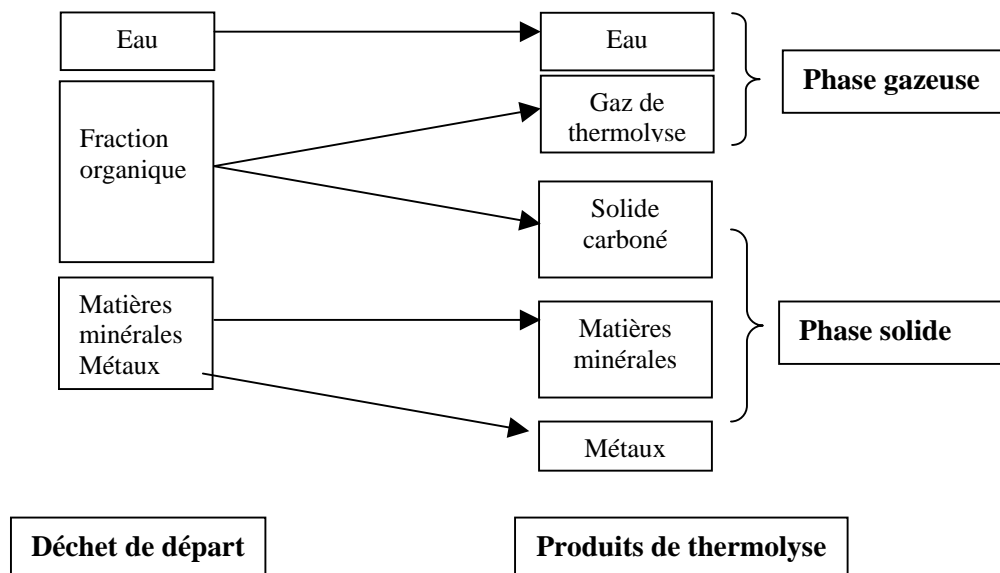 Eau
Fraction
organique
Matières
minérales
Métaux
Eau
Gaz de
thermolyse
Solide
carboné
Matières
minérales
Métaux
Phase gazeuse
Phase solide
Déchet de départ
Produits de thermolyse